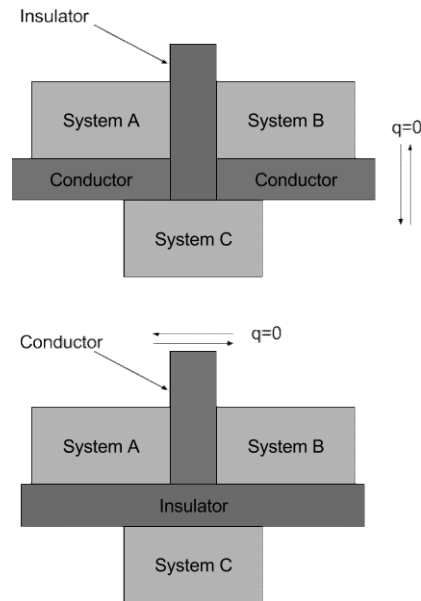 Insulator
System A
System B
q=0
Conductor
Conductor
System C
q=0
Conductor
System A
System B
Insulator
System C